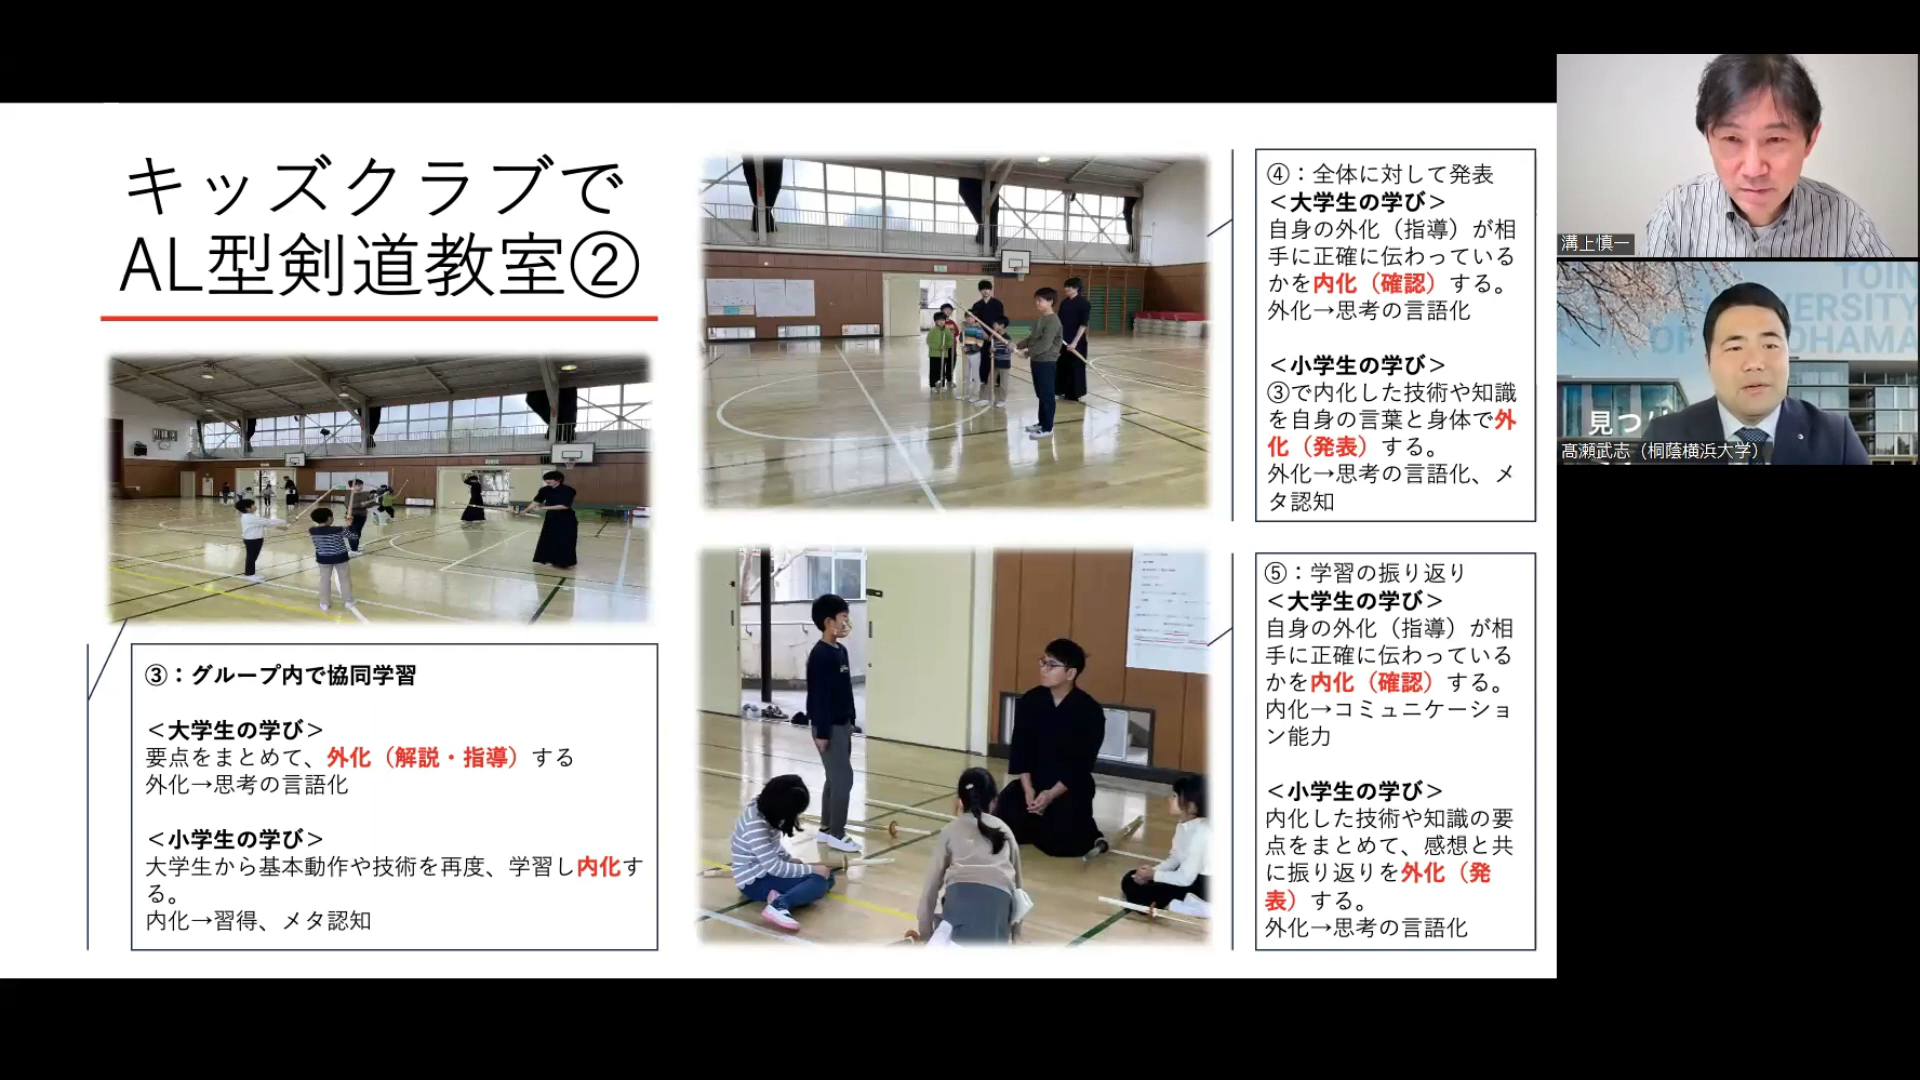 キッズクラブで
AL型剣道教室②
③：グループ内で協同学習
＜大学生の学び＞
要点をまとめて、外化（解説・指導）する
外化→思考の言語化
＜小学生の学び＞
大学生から基本動作や技術を再度、学習し内化す
る。
内化→習得、メタ認知
④：全体に対して発表
＜大学生の学び＞
自身の外化（指導）が相
手に正確に伝わっている
かを内化（確認）する。
外化→思考の言語化
＜小学生の学び＞
③で内化した技術や知識
を自身の言葉と身体で外
化（発表）する。
外化→思考の言語化、メ
タ認知
⑤：学習の振り返り
＜大学生の学び＞
自身の外化（指導）が相
手に正確に伝わっている
かを内化（確認）する。
内化→コミュニケーショ
ン能力
＜小学生の学び＞
内化した技術や知識の要
点をまとめて、感想と共
に振り返りを外化（発
表）する。
外化→思考の言語化
溝上慎一
TOIN
見つ
髙瀬武志（桐蔭横浜大学）